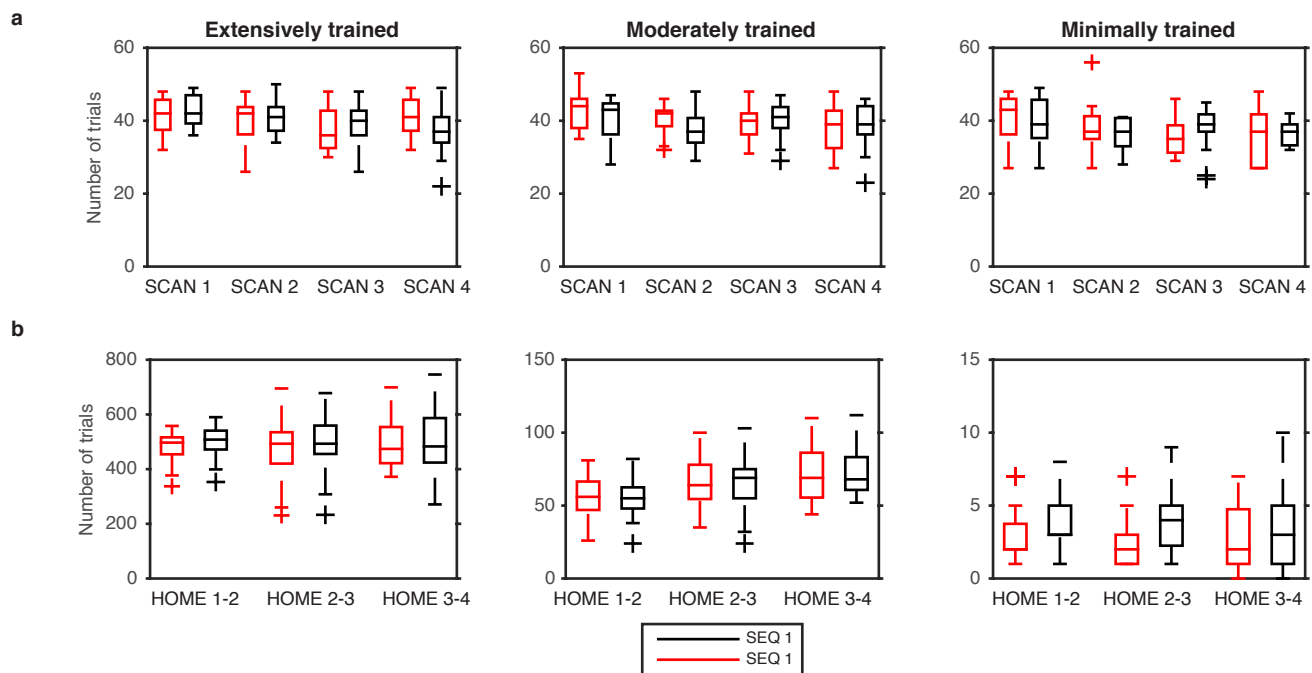 a
Extensively trained
Moderately trained
Minimally trained
Number of trials
60
40
20
0
SCAN 1 SCAN 2 SCAN 3 SCAN 4
60
40
20
0
SCAN 1 SCAN 2 SCAN 3 SCAN 4
60
40
20
0
SCAN 1 SCAN 2 SCAN 3 SCAN 4
b
Number of trials
800
600
400
200
0
HOME 1-2 HOME 2-3 HOME 3-4
150
100
50
0
HOME 1-2 HOME 2-3 HOME 3-4
15
10
5
0
HOME 1-2 HOME 2-3 HOME 3-4
SEQ 1
SEQ 1